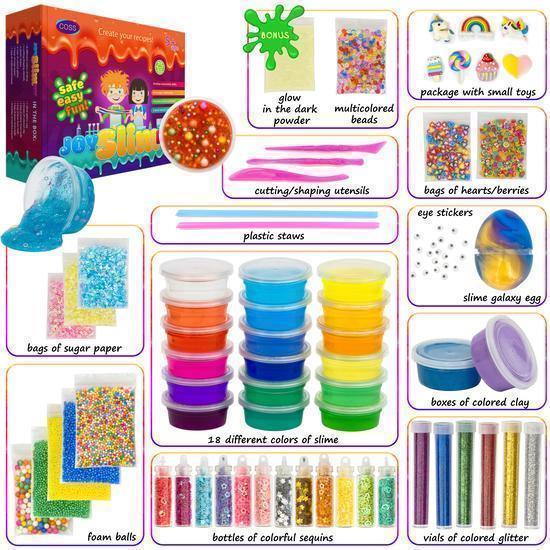 COSS
Create your recipes!
safe
easy
fun!
JOY Slime
IN THE BOX:
BONUS
glow
in the dark
powder
multicolored
beads
package with small toys
cutting/shaping utensils
bags of hearts/berries
plastic staws
eye stickers
slime galaxy egg
bags of sugar paper
boxes of colored clay
18 different colors of slime
foam balls
bottles of colorful sequins
vials of colored glitter